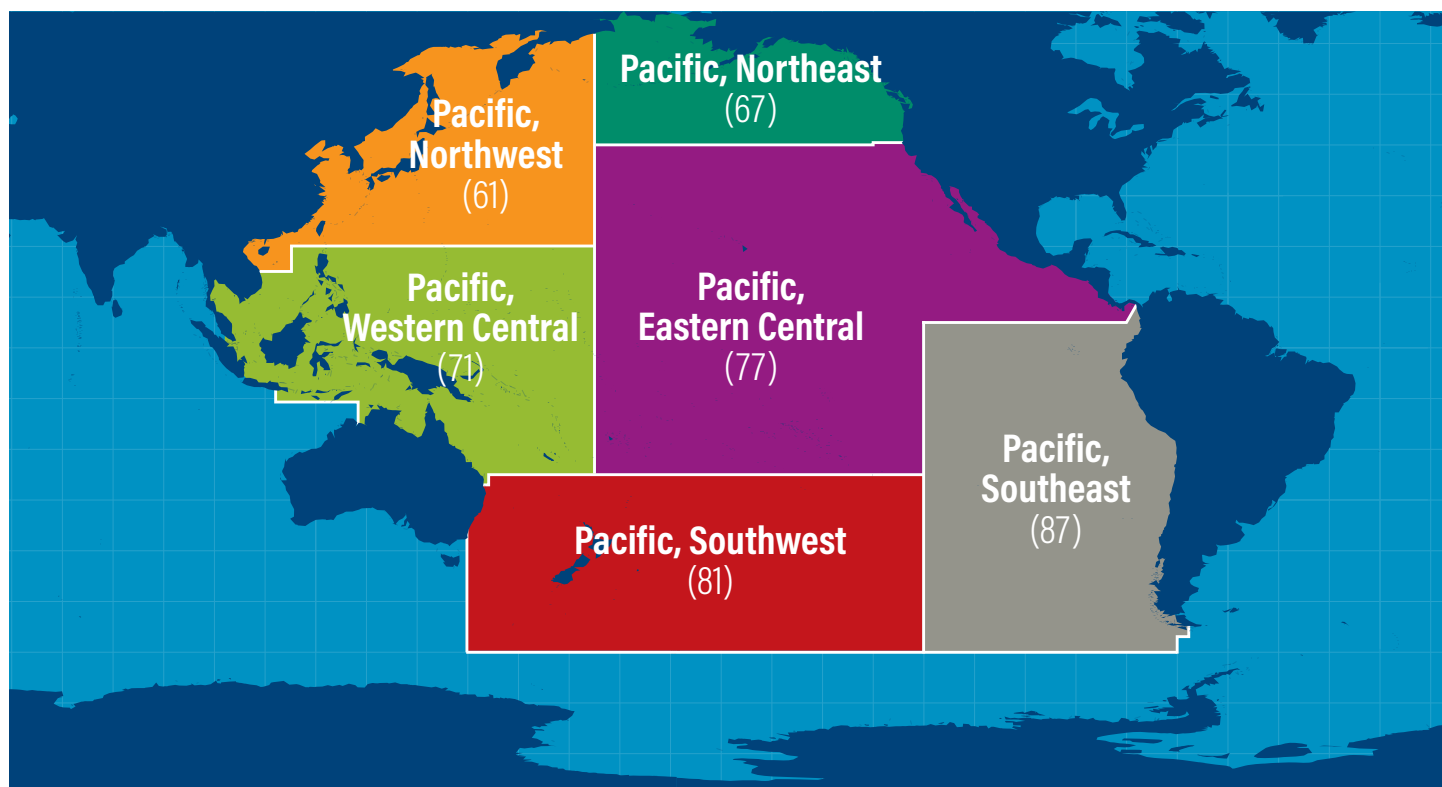 Pacific, Northeast
(67)
Pacific,
Northwest
(61)
Pacific,
Western Central
(71)
Pacific,
Eastern Central
(77)
Pacific,
Southeast
(87)
Pacific, Southwest
(81)